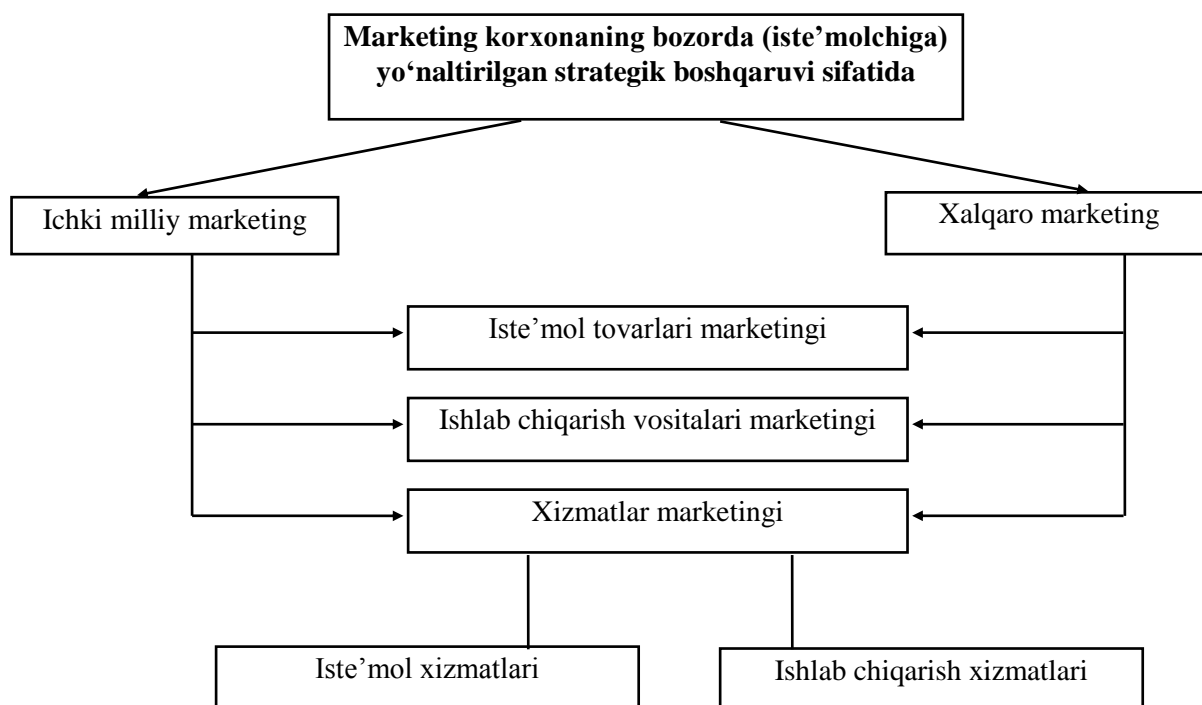 Marketing korxonaning bozorda (iste’molchiga)
yo‘naltirilgan strategik boshqaruvi sifatida
Ichki milliy marketing
Xalqaro marketing
Iste’mol tovarlari marketingi
Ishlab chiqarish vositalari marketingi
Xizmatlar marketingi
Iste’mol xizmatlari
Ishlab chiqarish xizmatlari